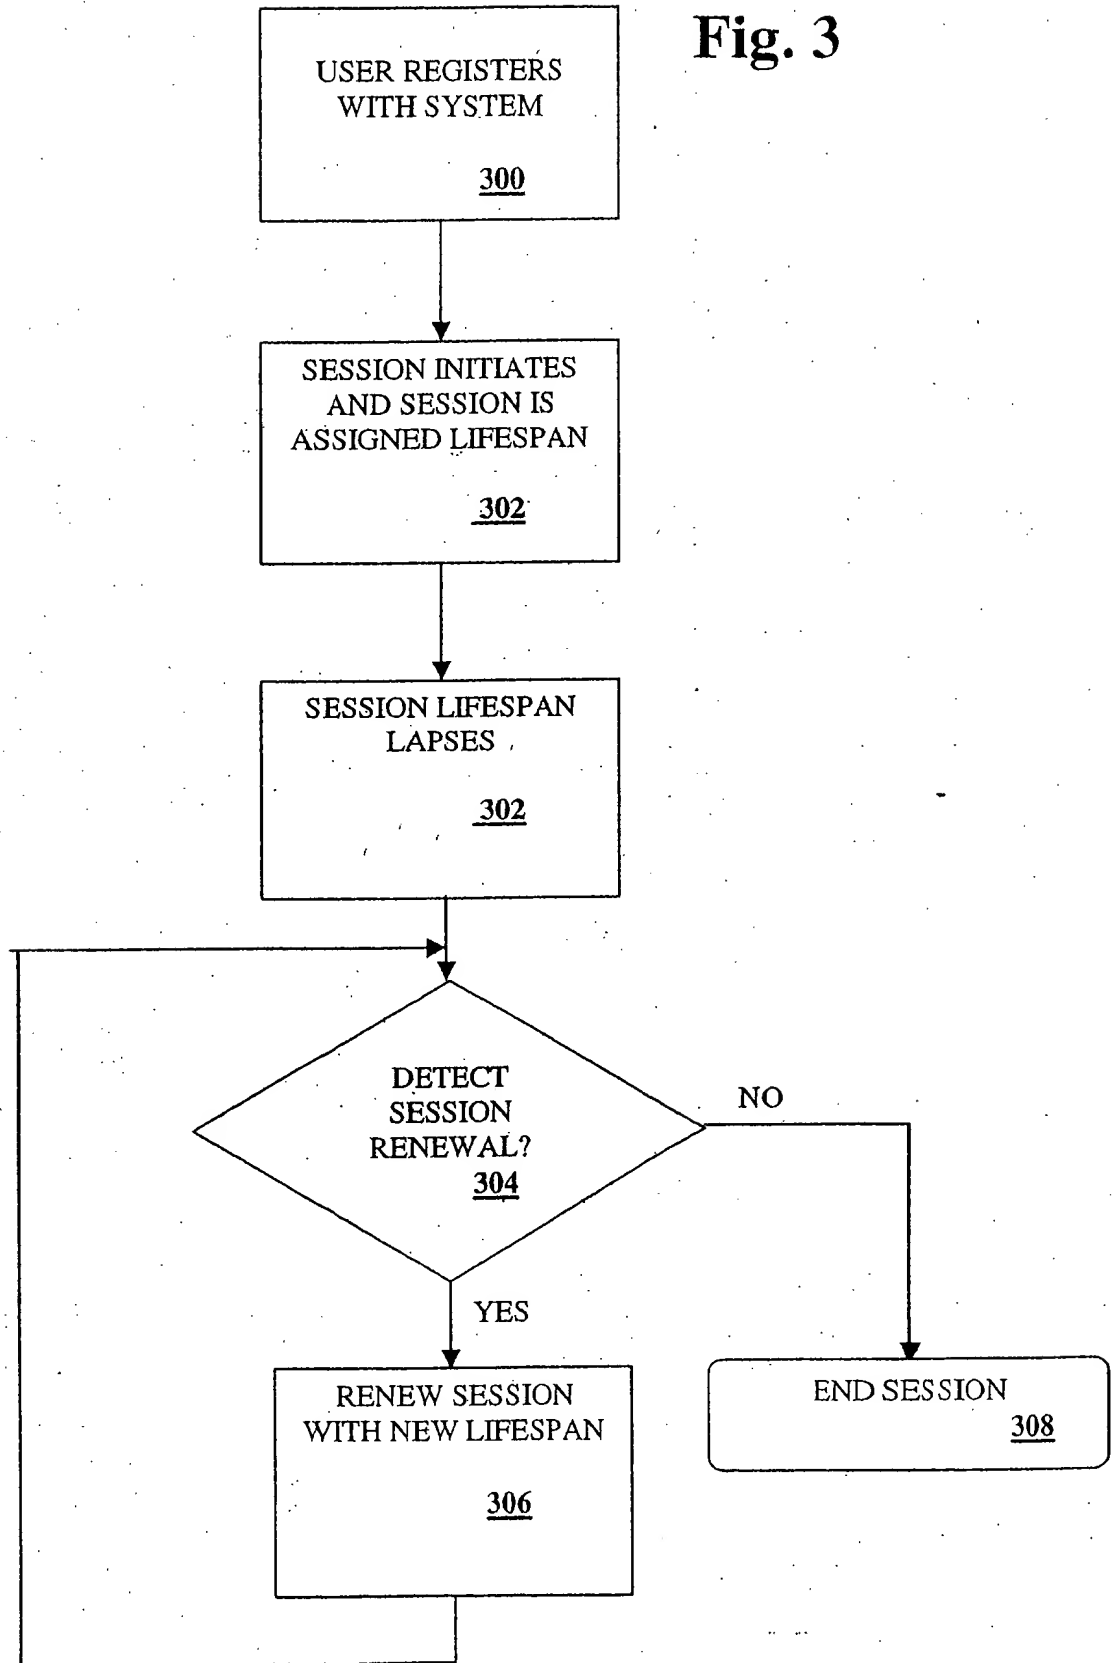 Fig. 3
USER REGISTERS
WITH SYSTEM
300
SESSION INITIATES
AND SESSION IS
ASSIGNED LIFESPAN
302
SESSION LIFESPAN
LAPSES
302
DETECT
SESSION
RENEWAL?
304
NO
YES
RENEW SESSION
WITH NEW LIFESPAN
306
END SESSION
308